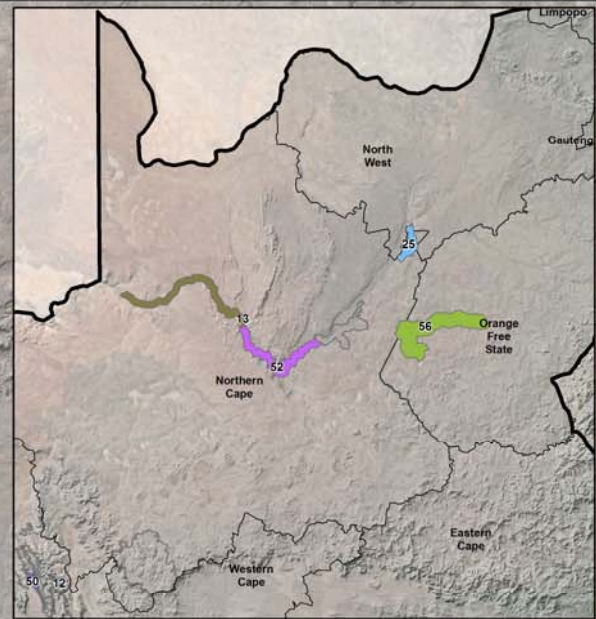 Limpopo
Gauteng
North
West
25
13
56
Orange
Free
State
52
Northern
Cape
Eastern
Cape
Western
Cape
50
12